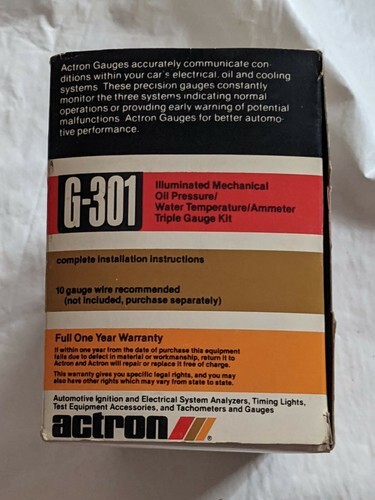 Actron Gauges accurately communicate con-
ditions within your car's electrical, oil and cooling
systems. These precision gauges constantly
monitor the three systems indicating normal
operations or providing early warning of potential
malfunctions. Actron Gauges for better automo-
tive performance.
G-301
Illuminated Mechanical
Oil Pressure/
Water Temperature/Ammeter
Triple Gauge Kit
complete installation instructions
10 gauge wire recommended
(not included, purchase separately)
Full One Year Warranty
If within one year from the date of purchase this equipment
fails due to defect in material or workmanship, return it to
Actron and Actron will repair or replace it free of charge.
This warranty gives you specific legal rights, and you may
also have other rights which may vary from state to state.
Automotive Ignition and Electrical System Analyzers, Timing Lights,
Test Equipment Accessories, and Tachometers and Gauges
actron